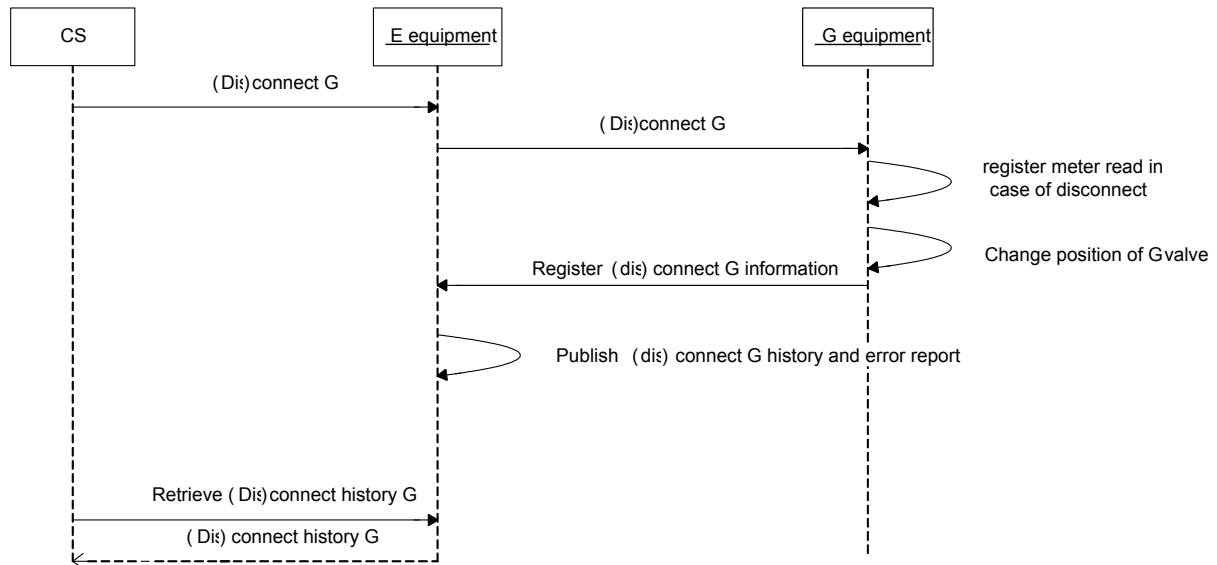 CS
E equipment
G equipment
(Dis)connect G
(Dis)connect G
register meter read in
case of disconnect
Change position of Gvalve
Register (dis) connect G information
Publish (dis) connect G history and error report
Retrieve (Dis)connect history G
(Dis) connect history G